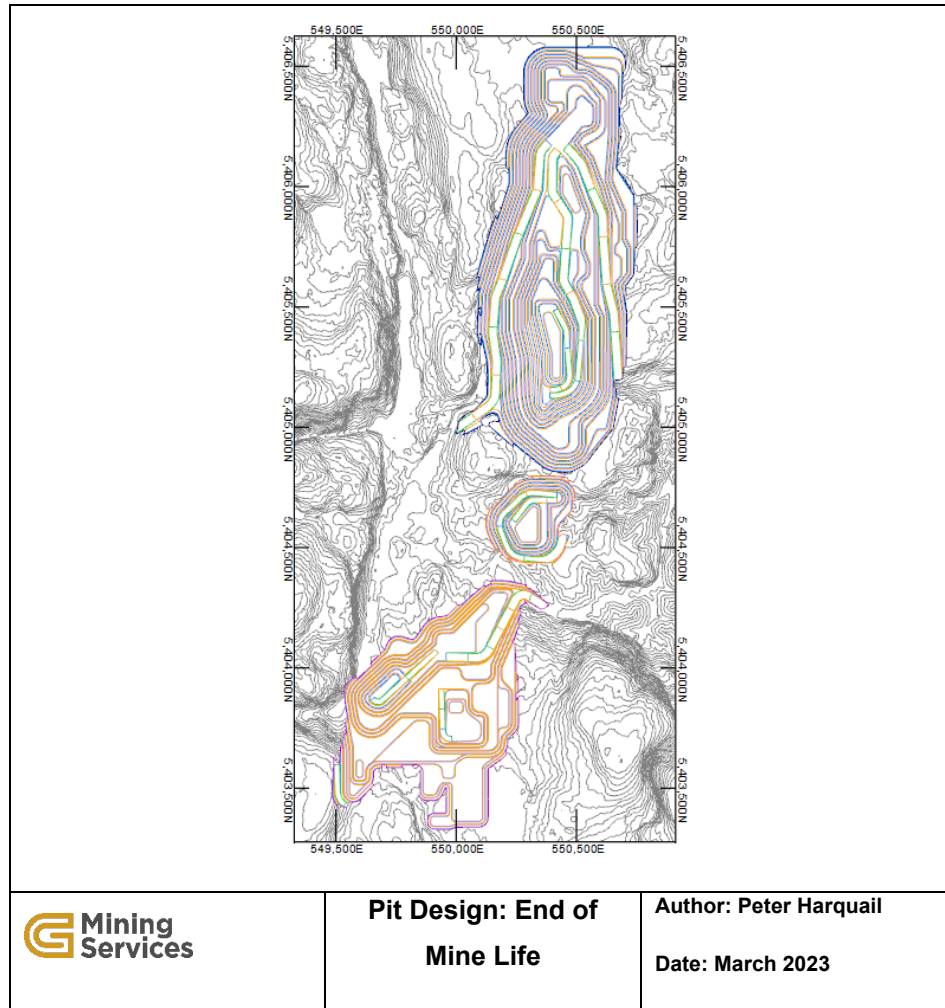 549,500E 550,000E 550,500E
5,406,500N 5,406,500N
5,406,000N 5,406,000N
5,405,500N 5,405,500N
5,405,000N 5,405,000N
5,404,500N 5,404,500N
5,404,000N 5,404,000N
5,403,500N 5,403,500N
549,500E 550,000E 550,500E
Mining
Services
Pit Design: End of
Mine Life
Author: Peter Harquail
Date: March 2023